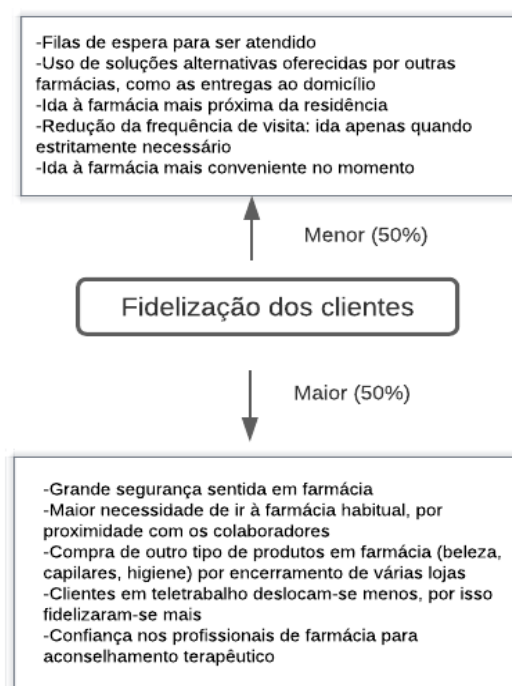 -Filas de espera para ser atendido
-Uso de soluções alternativas oferecidas por outras
farmácias, como as entregas ao domicílio
-Ida à farmácia mais próxima da residência
-Redução da frequência de visita: ida apenas quando
estritamente necessário
-Ida à farmácia mais conveniente no momento
Menor (50%)
Fidelização dos clientes
Maior (50%)
-Grande segurança sentida em farmácia
-Maior necessidade de ir à farmácia habitual, por
proximidade com os colaboradores
-Compra de outro tipo de produtos em farmácia (beleza,
capilares, higiene) por encerramento de várias lojas
-Clientes em teletrabalho deslocam-se menos, por isso
fidelizaram-se mais
-Confiança nos profissionais de farmácia para
aconselhamento terapêutico